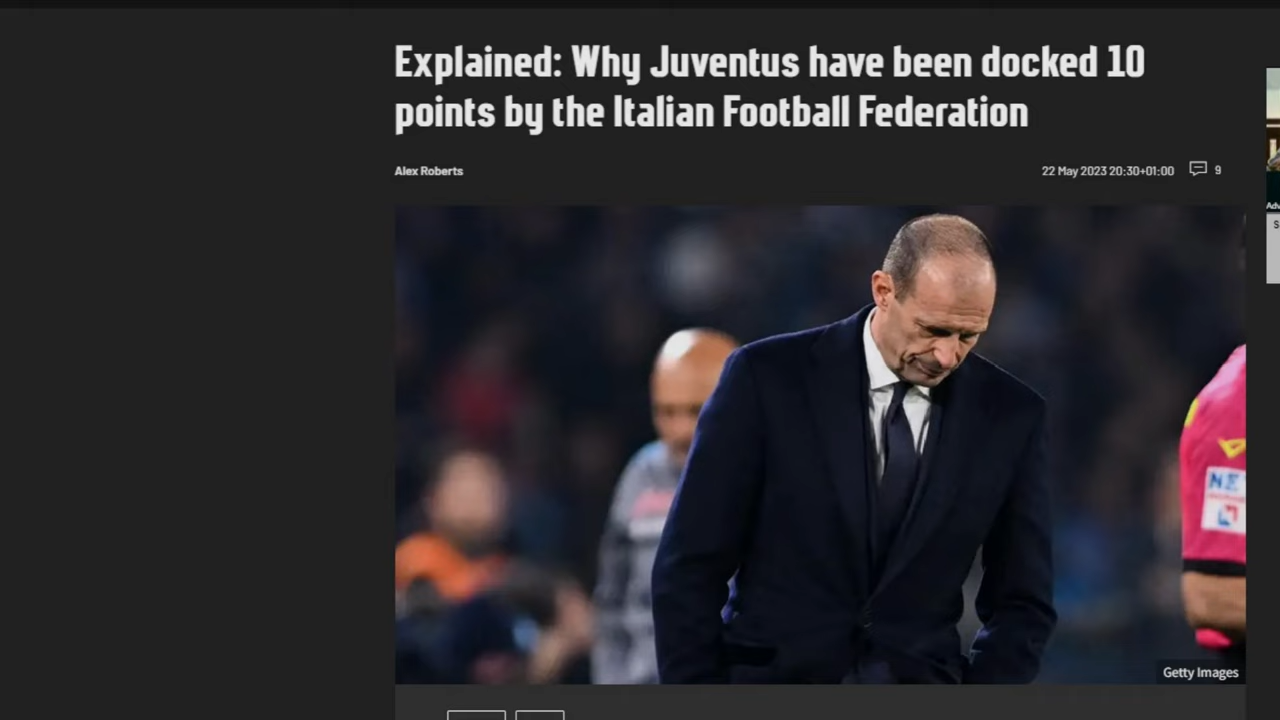 Explained: Why Juventus have been docked 10
points by the Italian Football Federation
Alex Roberts
22 May 2023 20:30+01:00
9
NE
Getty Images